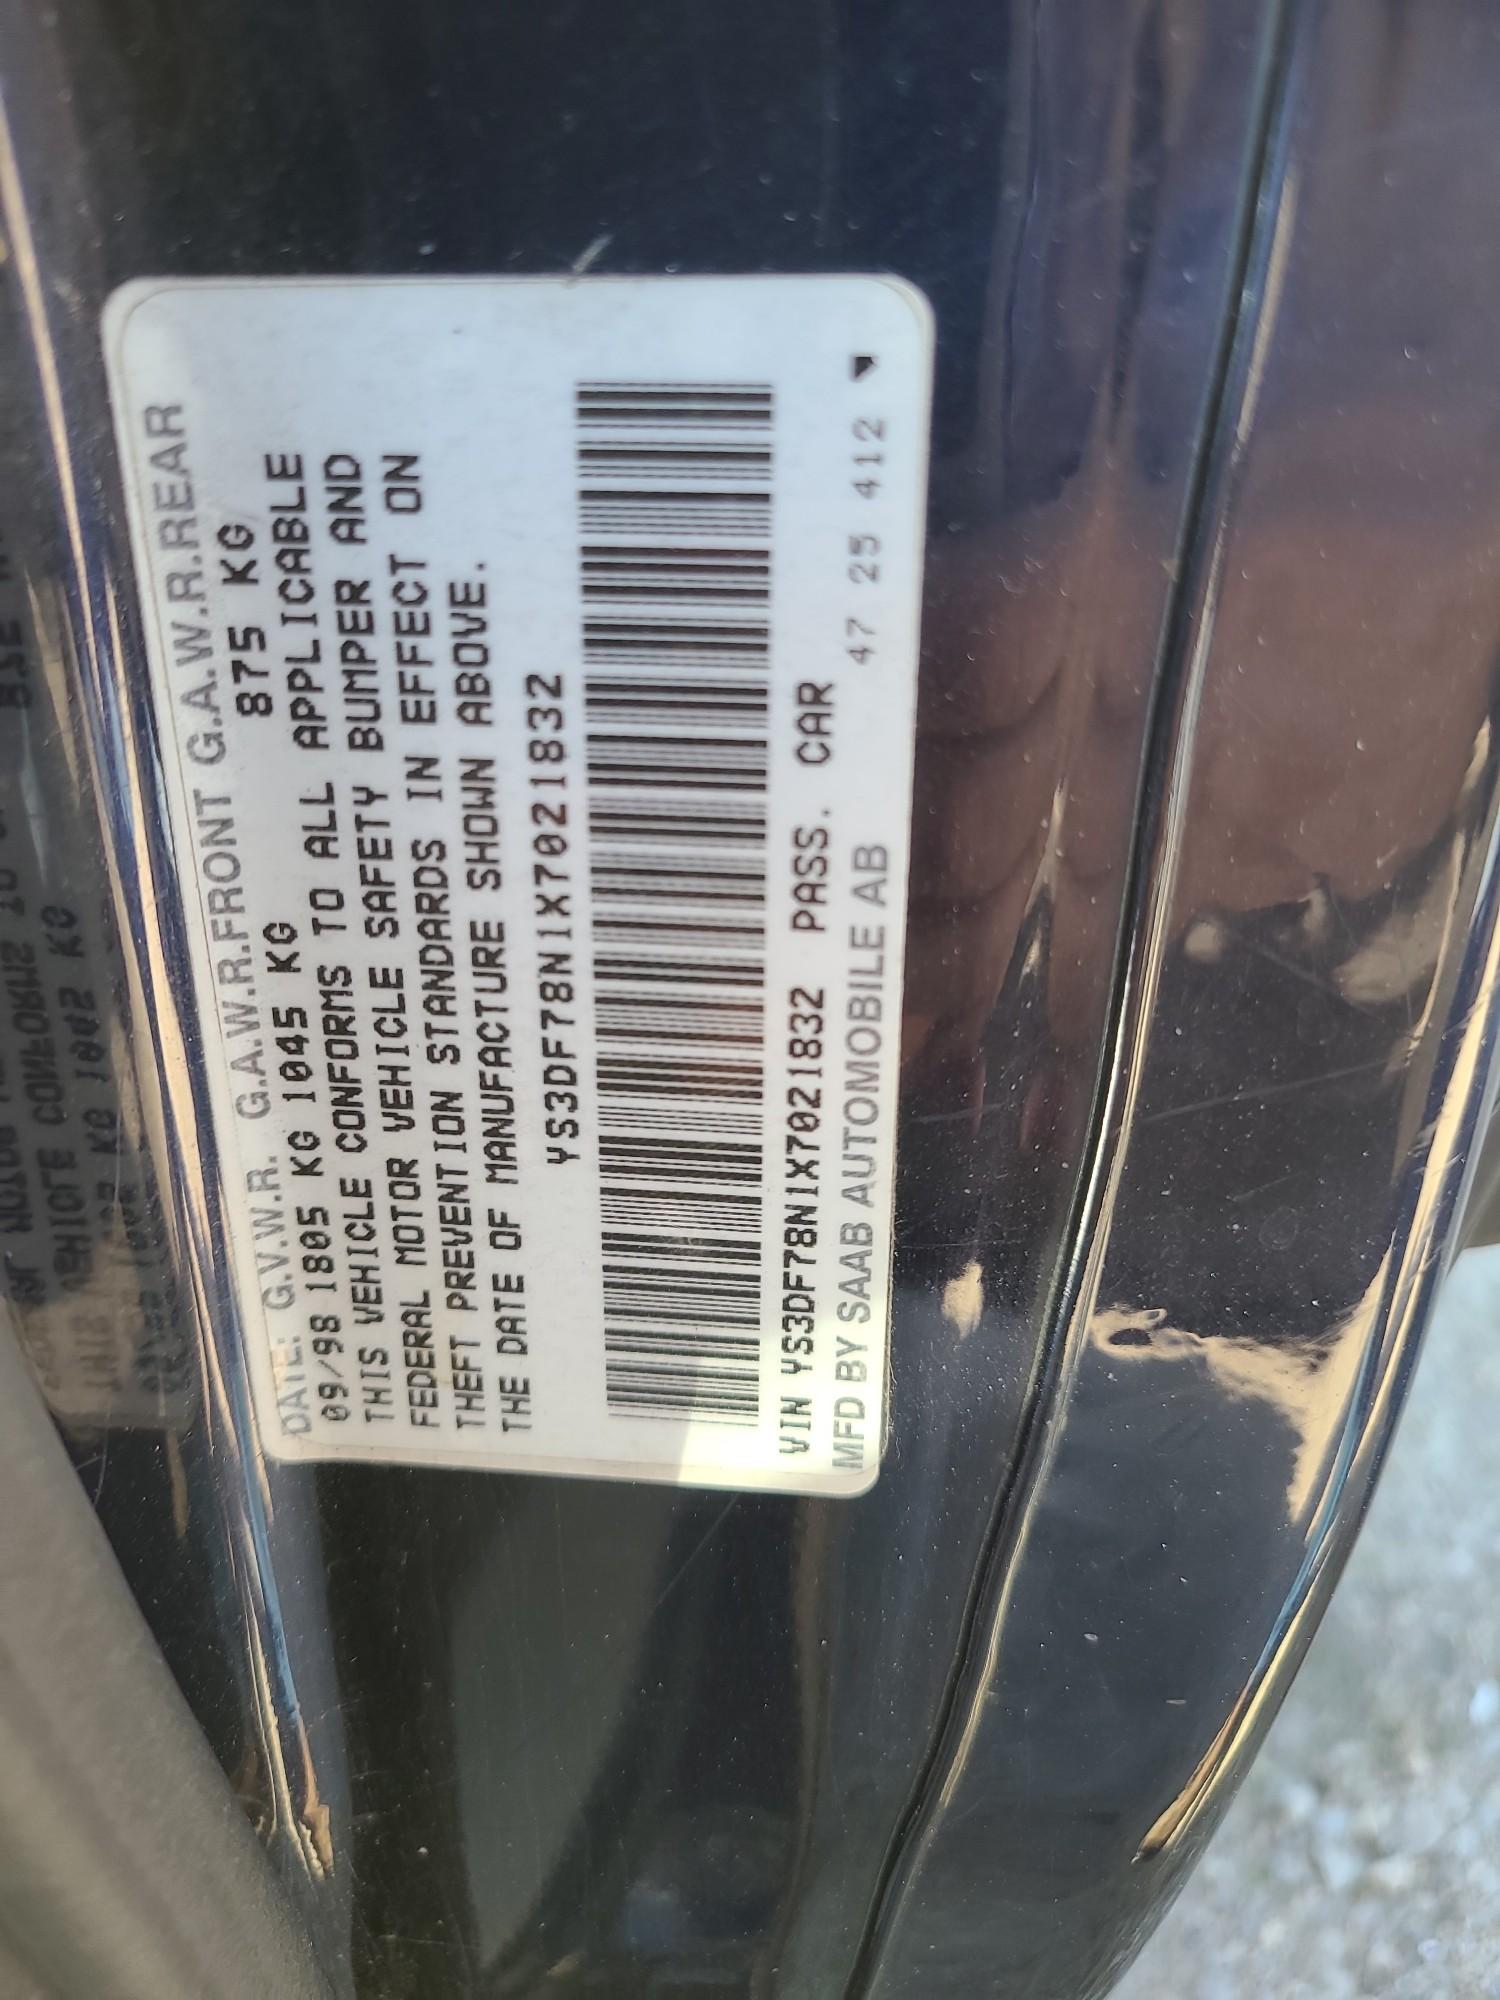 DATE: G.V.W.R. G.A.W.R.FRONT G.A.W.R.REAR
09/98 1805 KG 1045 KG 875 KG
THIS VEHICLE CONFORMS TO ALL APPLICABLE
FEDERAL MOTOR VEHICLE SAFETY BUMPER AND
THEFT PREVENTION STANDARDS IN EFFECT ON
THE DATE OF MANUFACTURE SHOWN ABOVE.
YS3DF78N1X7021832
VIN YS3DF78N1X7021832 PASS. CAR
MFD BY SAAB AUTOMOBILE AB 47 25 412